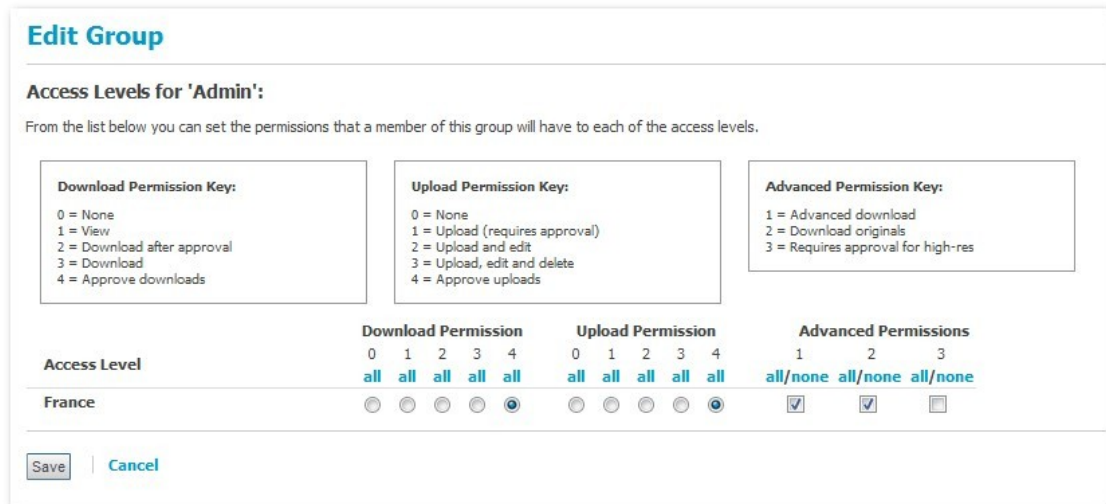 Edit Group
Access Levels for 'Admin':
From the list below you can set the permissions that a member of this group will have to each of the access levels.
Download Permission Key:
0 = None
1 = View
2 = Download after approval
3 = Download
4 = Approve downloads
Upload Permission Key:
0 = None
1 = Upload (requires approval)
2 = Upload and edit
3 = Upload, edit and delete
4 = Approve uploads
Advanced Permission Key:
1 = Advanced download
2 = Download originals
3 = Requires approval for high-res
Download Permission Upload Permission Advanced Permissions
Access Level
0 1 2 3 4 0 1 2 3 4 1 2 3
all all all all all all all all all all all/none all/none all/none
France
Save Cancel